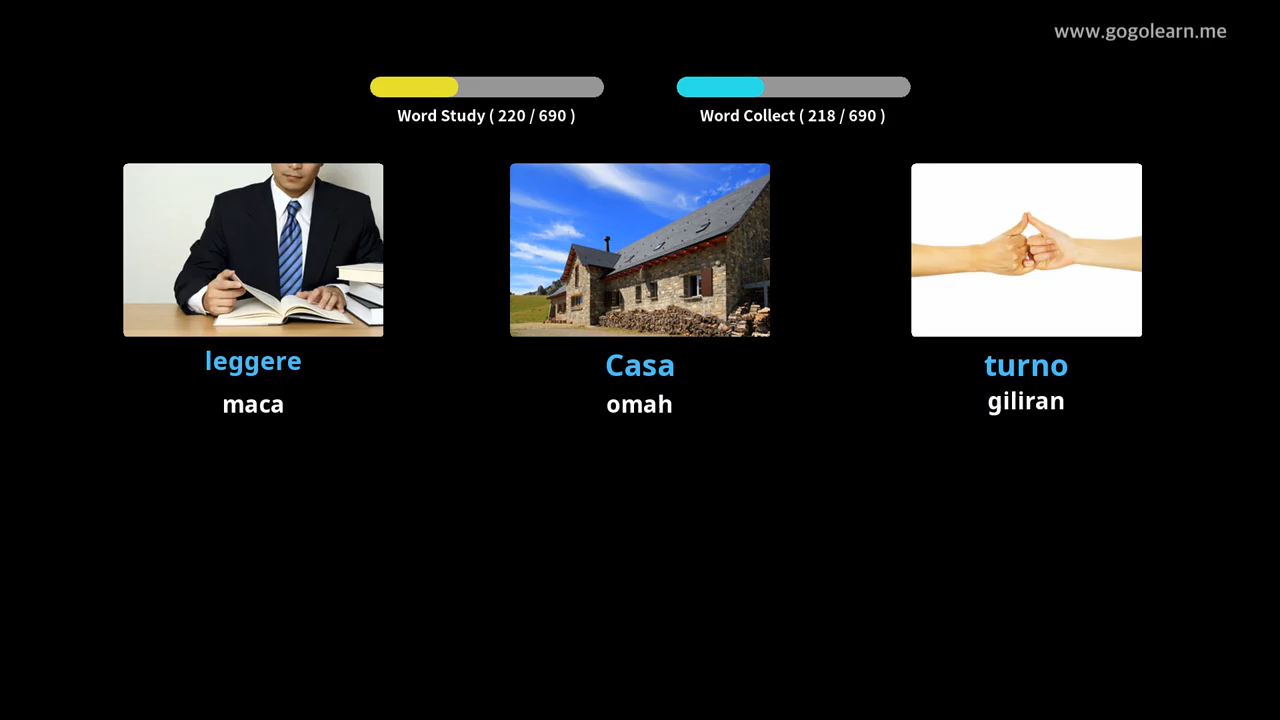 www.gogolearn.me
Word Study ( 220 / 690 )
Word Collect ( 218 / 690 )
leggere
maca
Casa
omah
turno
giliran